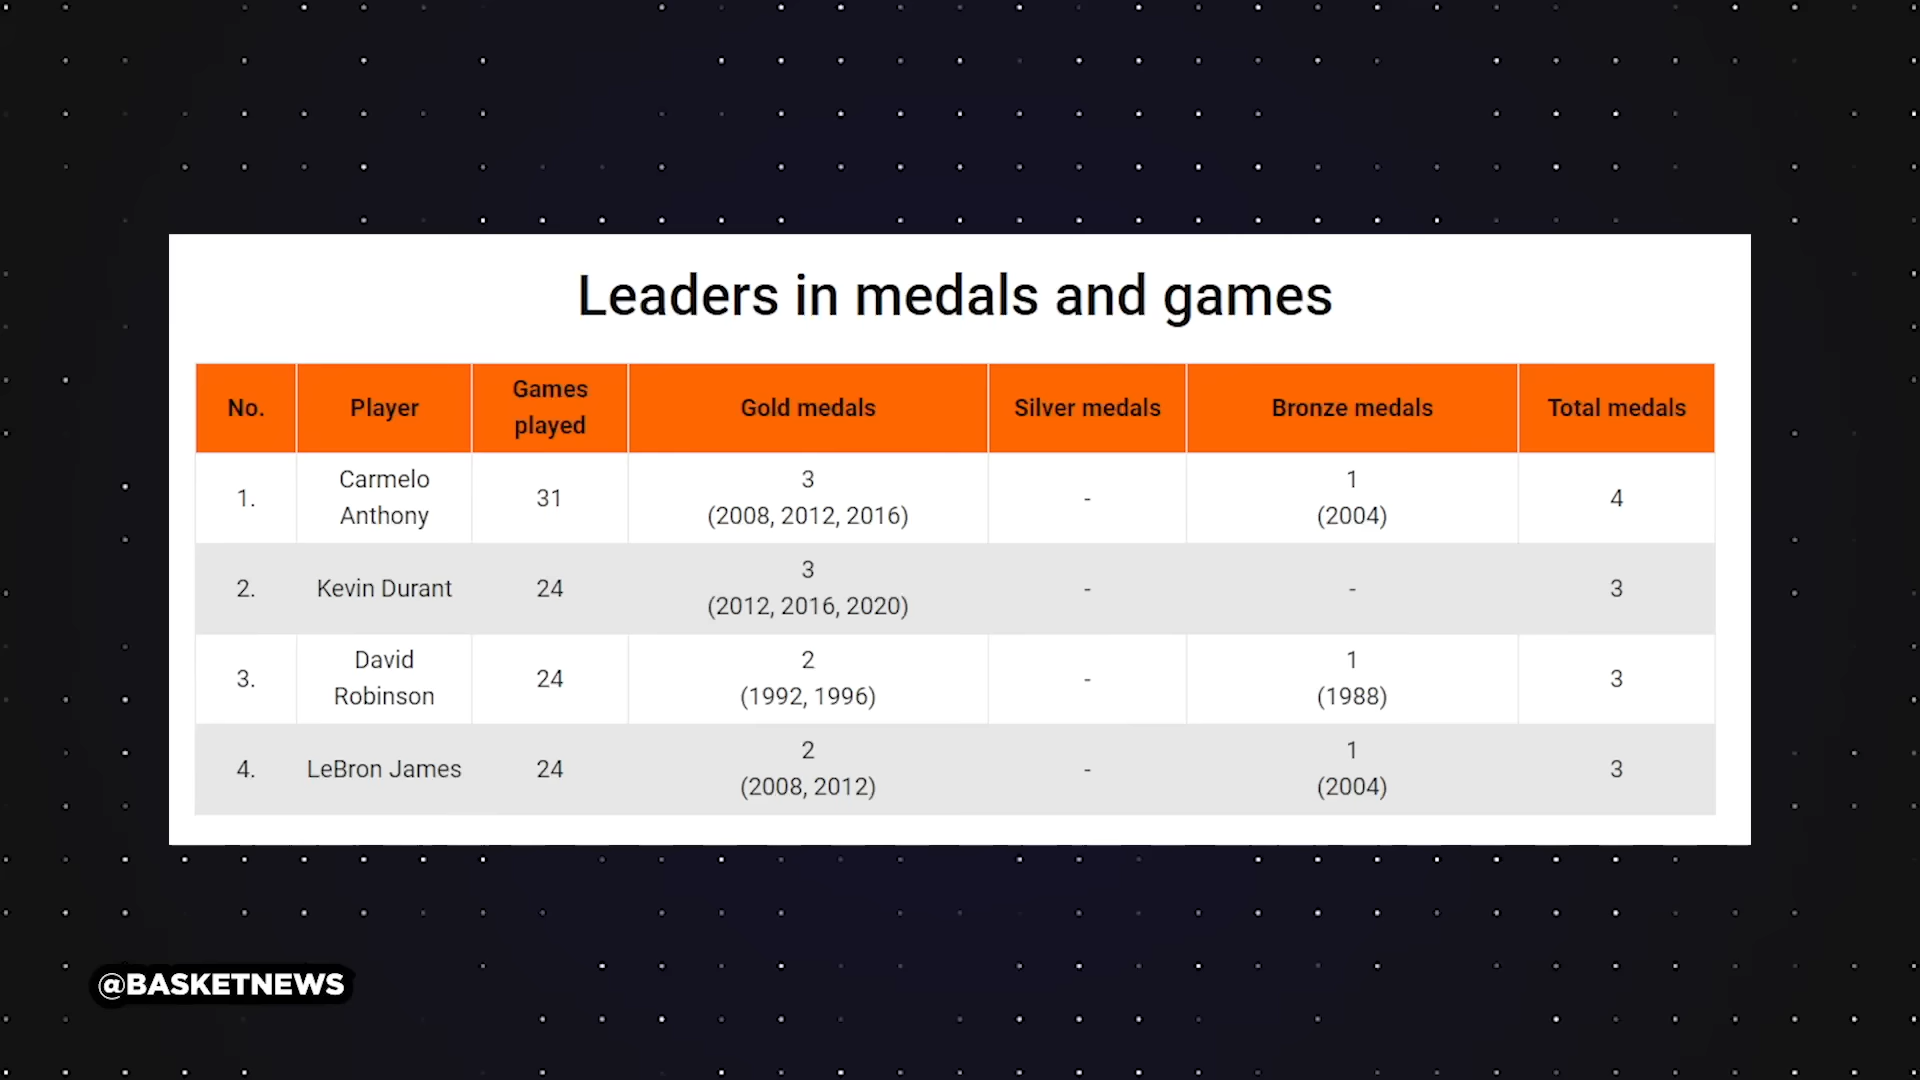 Leaders in medals and games
No. Player Games played Gold medals Silver medals Bronze medals Total medals
1. Carmelo Anthony 31 3 (2008, 2012, 2016) - 1 (2004) 4
2. Kevin Durant 24 3 (2012, 2016, 2020) - - 3
3. David Robinson 24 2 (1992, 1996) - 1 (1988) 3
4. LeBron James 24 2 (2008, 2012) - 1 (2004) 3
@BASKETNEWS